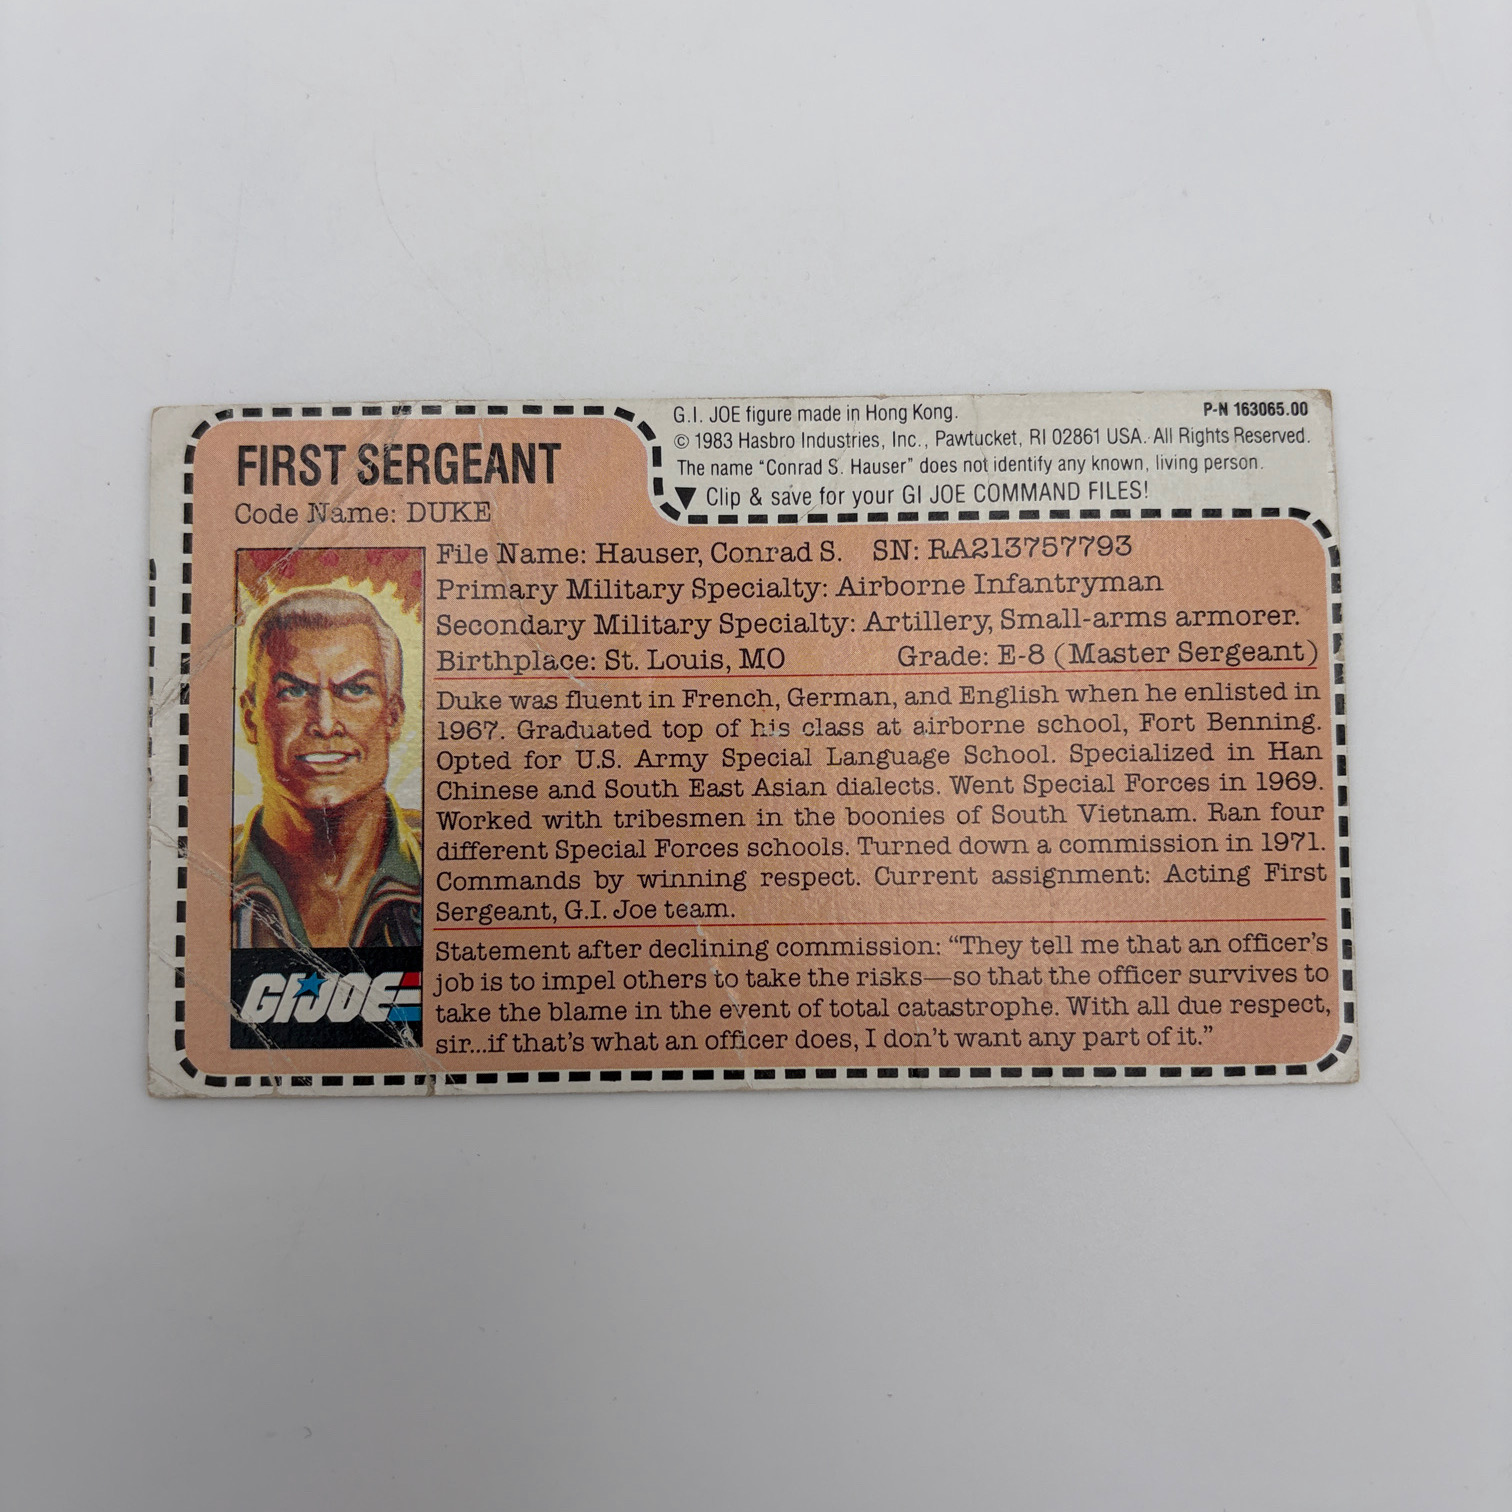 G.I. JOE figure made in Hong Kong.
P-N 163065.00
© 1983 Hasbro Industries, Inc., Pawtucket, RI 02861 USA. All Rights Reserved.
The name “Conrad S. Hauser” does not identify any known, living person.
▼ Clip & save for your GI JOE COMMAND FILES!
FIRST SERGEANT
Code Name: DUKE
File Name: Hauser, Conrad S. SN: RA213757793
Primary Military Specialty: Airborne Infantryman
Secondary Military Specialty: Artillery, Small-arms armorer.
Birthplace: St. Louis, MO Grade: E-8 (Master Sergeant)
Duke was fluent in French, German, and English when he enlisted in
1967. Graduated top of his class at airborne school, Fort Benning.
Opted for U.S. Army Special Language School. Specialized in Han
Chinese and South East Asian dialects. Went Special Forces in 1969.
Worked with tribesmen in the boonies of South Vietnam. Ran four
different Special Forces schools. Turned down a commission in 1971.
Commands by winning respect. Current assignment: Acting First
Sergeant, G.I. Joe team.
Statement after declining commission: “They tell me that an officer’s
job is to impel others to take the risks—so that the officer survives to
take the blame in the event of total catastrophe. With all due respect,
sir...if that’s what an officer does, I don’t want any part of it.”
GI JOE